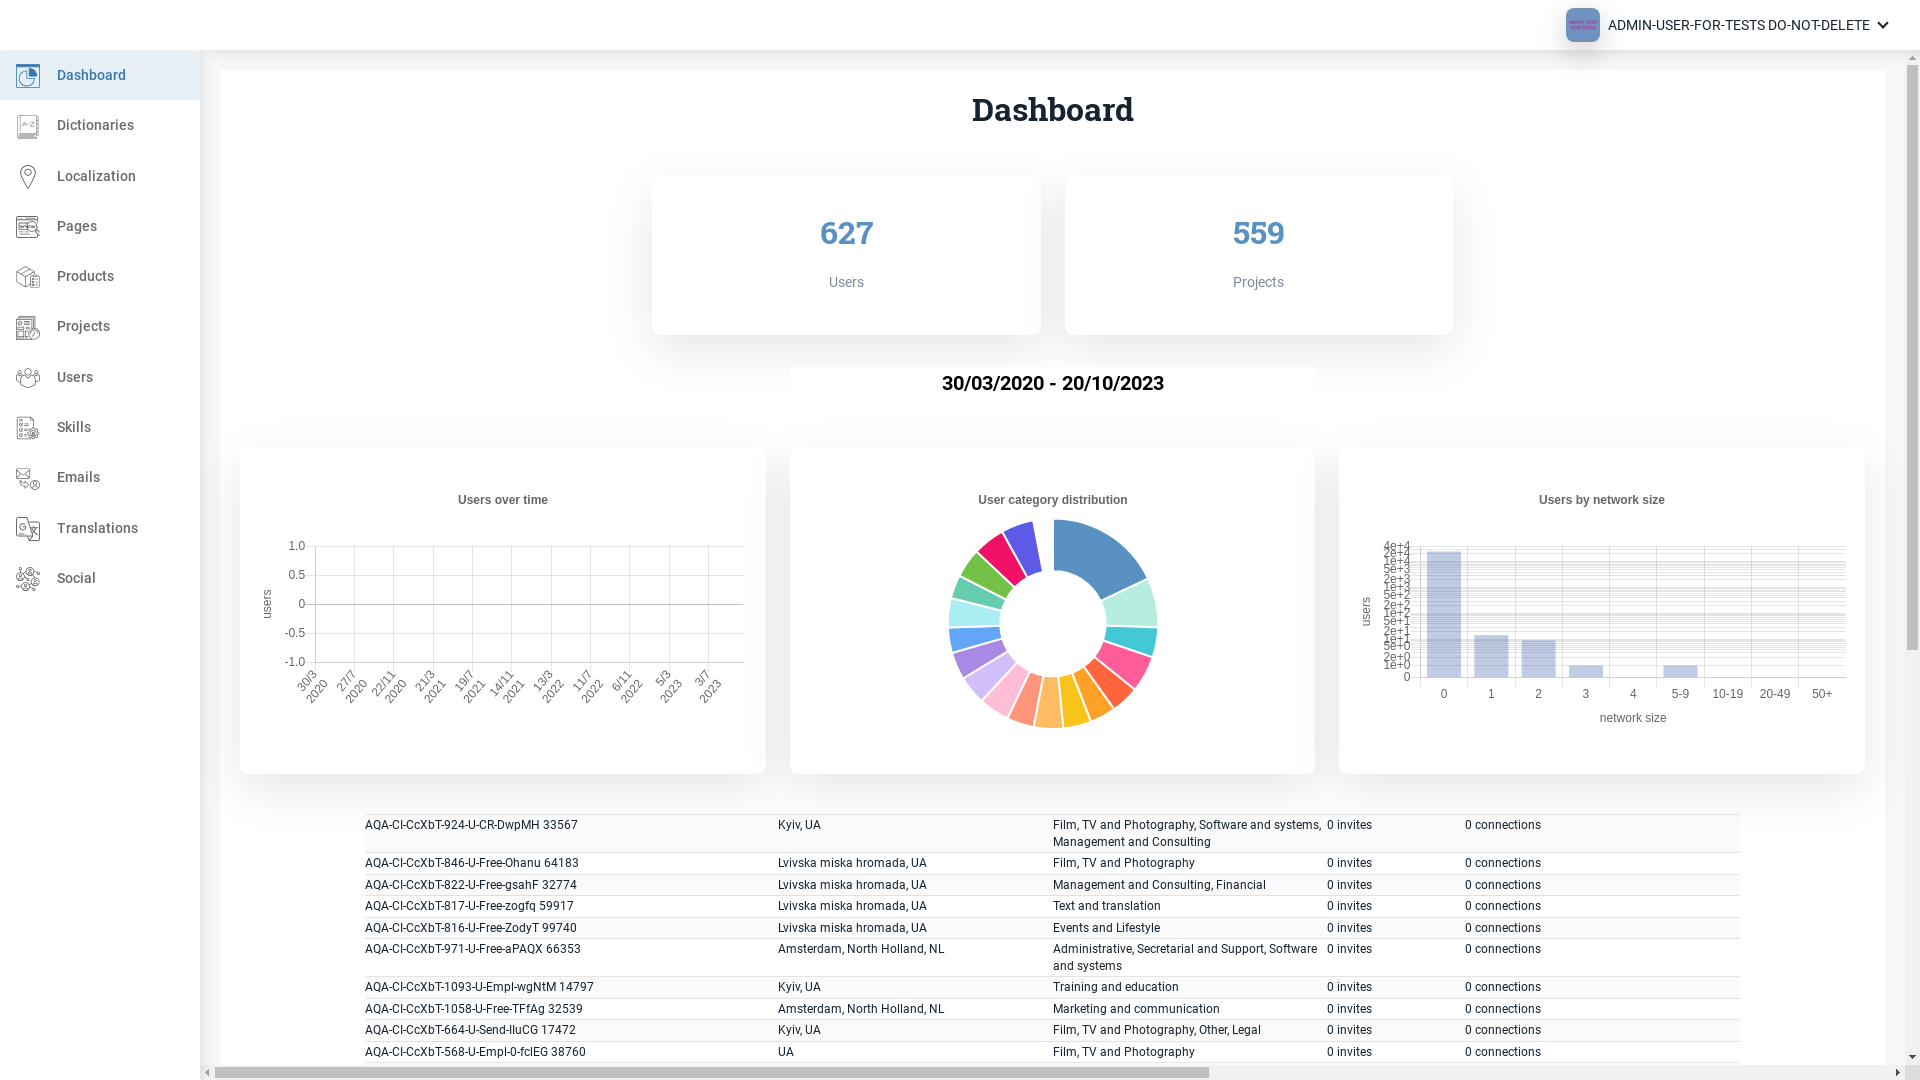 ADMIN-USER-FOR-TESTS DO-NOT-DELETE
Dashboard
Dictionaries
Localization
Pages
Products
Projects
Users
Skills
Emails
Translations
Social
Dashboard
627
Users
559
Projects
30/03/2020 - 20/10/2023
Users over time
users
1.0
0.5
0
-0.5
-1.0
30/3 2020
27/7 2020
22/11 2020
21/3 2021
19/7 2021
14/11 2021
13/3 2022
11/7 2022
6/11 2022
5/3 2023
3/7 2023
User category distribution
Users by network size
users
4e+4
2e+4
1e+4
5e+3
2e+3
1e+3
5e+2
2e+2
1e+2
5e+1
2e+1
1e+1
5e+0
2e+0
1e+0
0
0 1 2 3 4 5-9 10-19 20-49 50+
network size
AQA-CI-CcXbT-924-U-CR-DwpMH 33567 Kyiv, UA Film, TV and Photography, Software and systems, 0 invites 0 connections
Management and Consulting
AQA-CI-CcXbT-846-U-Free-Ohanu 64183 Lvivska miska hromada, UA Film, TV and Photography 0 invites 0 connections
AQA-CI-CcXbT-822-U-Free-gsahF 32774 Lvivska miska hromada, UA Management and Consulting, Financial 0 invites 0 connections
AQA-CI-CcXbT-817-U-Free-zogfq 59917 Lvivska miska hromada, UA Text and translation 0 invites 0 connections
AQA-CI-CcXbT-816-U-Free-ZodyT 99740 Lvivska miska hromada, UA Events and Lifestyle 0 invites 0 connections
AQA-CI-CcXbT-971-U-Free-aPAQX 66353 Amsterdam, North Holland, NL Administrative, Secretarial and Support, Software 0 invites 0 connections
and systems
AQA-CI-CcXbT-1093-U-Empl-wgNtM 14797 Kyiv, UA Training and education 0 invites 0 connections
AQA-CI-CcXbT-1058-U-Free-TFfAg 32539 Amsterdam, North Holland, NL Marketing and communication 0 invites 0 connections
AQA-CI-CcXbT-664-U-Send-IIuCG 17472 Kyiv, UA Film, TV and Photography, Other, Legal 0 invites 0 connections
AQA-CI-CcXbT-568-U-Empl-0-fcIEG 38760 UA Film, TV and Photography 0 invites 0 connections